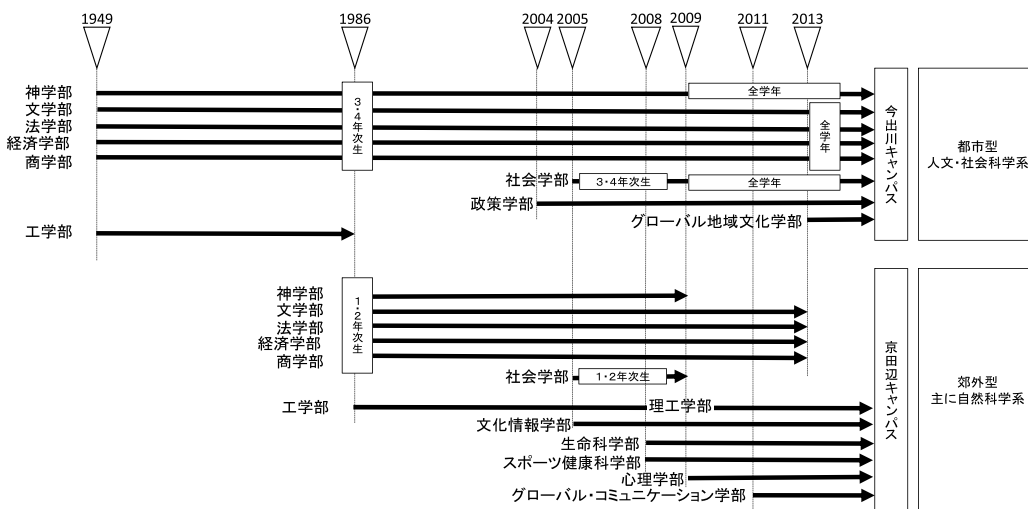 1949
1986
2004
2005
2008
2009
2011
2013
神学部
文学部
法学部
経済学部
商学部
3・4年次生
全学年
全学年
社会学部
3・4年次生
全学年
政策学部
グローバル地域文化学部
工学部
今出川キャンパス
都市型
人文・社会科学系
神学部
文学部
法学部
経済学部
商学部
1・2年次生
社会学部
1・2年次生
工学部
理工学部
文化情報学部
生命科学部
スポーツ健康科学部
心理学部
グローバル・コミュニケーション学部
京田辺キャンパス
郊外型
主に自然科学系